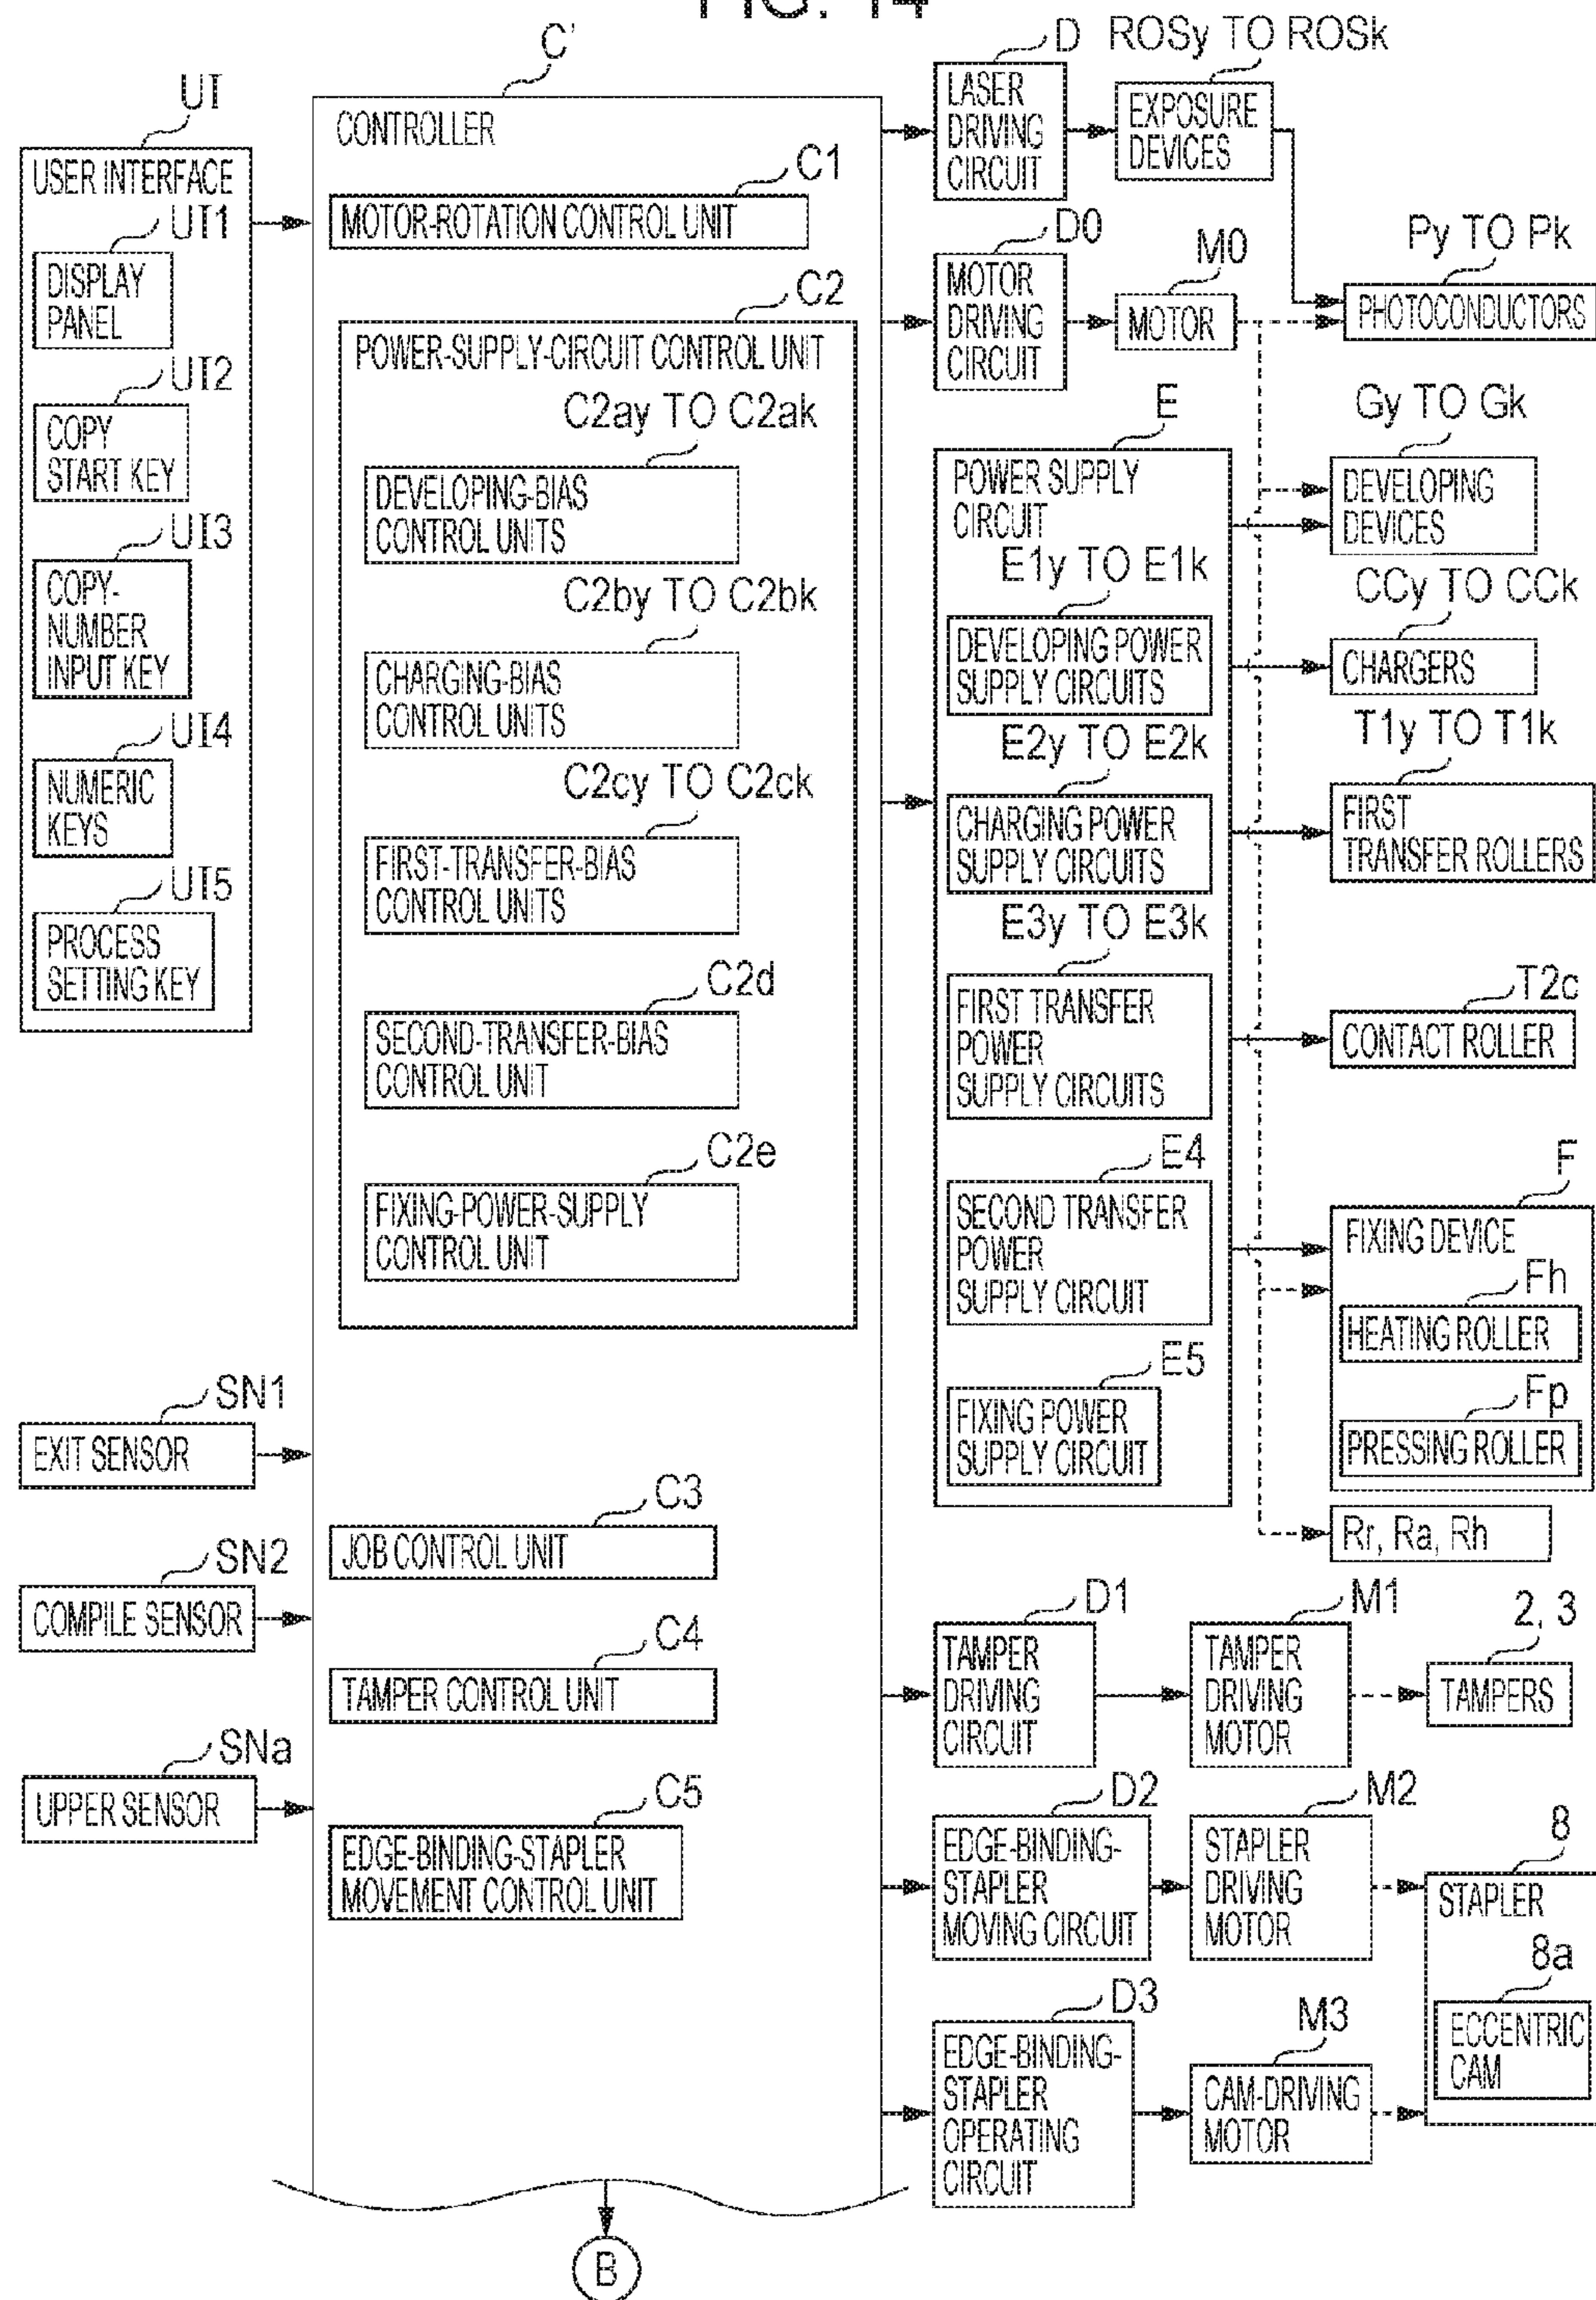 FIG. 14
C'
CONTROLLER
UI
USER INTERFACE
UI1
DISPLAY
PANEL
UI2
COPY
START KEY
UI3
COPY-
NUMBER
INPUT KEY
UI4
NUMERIC
KEYS
UI5
PROCESS
SETTING KEY
SN1
EXIT SENSOR
SN2
COMPILE SENSOR
SNa
UPPER SENSOR
C1
MOTOR-ROTATION CONTROL UNIT
C2
POWER-SUPPLY-CIRCUIT CONTROL UNIT
C2ay TO C2ak
DEVELOPING-BIAS
CONTROL UNITS
C2by TO C2bk
CHARGING-BIAS
CONTROL UNITS
C2cy TO C2ck
FIRST-TRANSFER-BIAS
CONTROL UNITS
C2d
SECOND-TRANSFER-BIAS
CONTROL UNIT
C2e
FIXING-POWER-SUPPLY
CONTROL UNIT
C3
JOB CONTROL UNIT
C4
TAMPER CONTROL UNIT
C5
EDGE-BINDING-STAPLER
MOVEMENT CONTROL UNIT
B
D
LASER
DRIVING
CIRCUIT
ROSy TO ROSk
EXPOSURE
DEVICES
D0
MOTOR
DRIVING
CIRCUIT
M0
MOTOR
Py TO Pk
PHOTOCONDUCTORS
E
POWER SUPPLY
CIRCUIT
E1y TO E1k
DEVELOPING POWER
SUPPLY CIRCUITS
E2y TO E2k
CHARGING POWER
SUPPLY CIRCUITS
E3y TO E3k
FIRST TRANSFER
POWER
SUPPLY CIRCUITS
E4
SECOND TRANSFER
POWER
SUPPLY CIRCUIT
E5
FIXING POWER
SUPPLY CIRCUIT
Gy TO Gk
DEVELOPING
DEVICES
CCy TO CCk
CHARGERS
T1y TO T1k
FIRST
TRANSFER ROLLERS
T2c
CONTACT ROLLER
F
FIXING DEVICE
Fh
HEATING ROLLER
Fp
PRESSING ROLLER
Rr, Ra, Rh
D1
TAMPER
DRIVING
CIRCUIT
M1
TAMPER
DRIVING
MOTOR
2, 3
TAMPERS
D2
EDGE-BINDING-
STAPLER
MOVING CIRCUIT
M2
STAPLER
DRIVING
MOTOR
8
STAPLER
8a
ECCENTRIC
CAM
D3
EDGE-BINDING-
STAPLER
OPERATING
CIRCUIT
M3
CAM-DRIVING
MOTOR